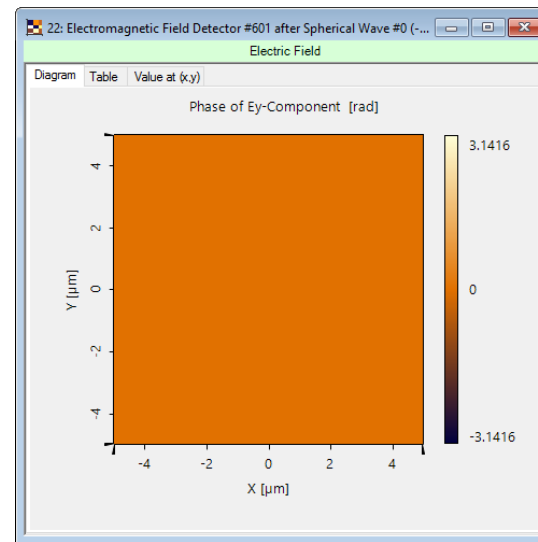 22: Electromagnetic Field Detector #601 after Spherical Wave #0 (-...
Electric Field
Diagram Table Value at (x,y)
Phase of Ey-Component [rad]
3.1416
4
2
Y [µm]
0
0
-2
-4
-3.1416
-4 -2 0 2 4
X [µm]